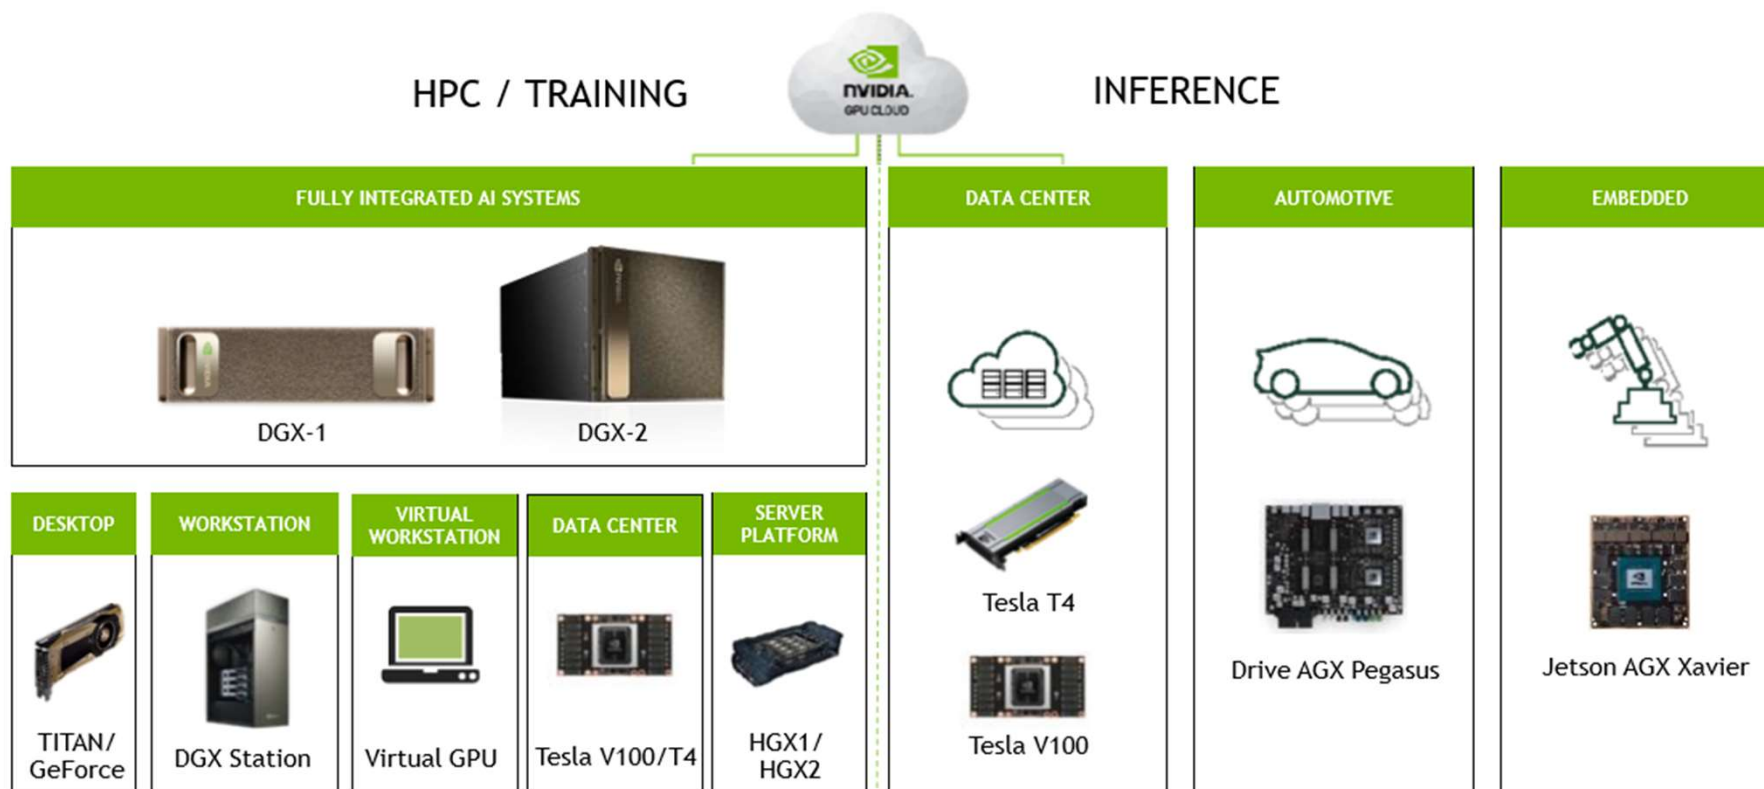 HPC / TRAINING
NVIDIA.
GPU CLOUD
INFERENCE
FULLY INTEGRATED AI SYSTEMS
DGX-1
DGX-2
DESKTOP
TITAN/
GeForce
WORKSTATION
DGX Station
VIRTUAL
WORKSTATION
Virtual GPU
DATA CENTER
Tesla V100/T4
SERVER
PLATFORM
HGX1/
HGX2
DATA CENTER
Tesla T4
Tesla V100
AUTOMOTIVE
Drive AGX Pegasus
EMBEDDED
Jetson AGX Xavier